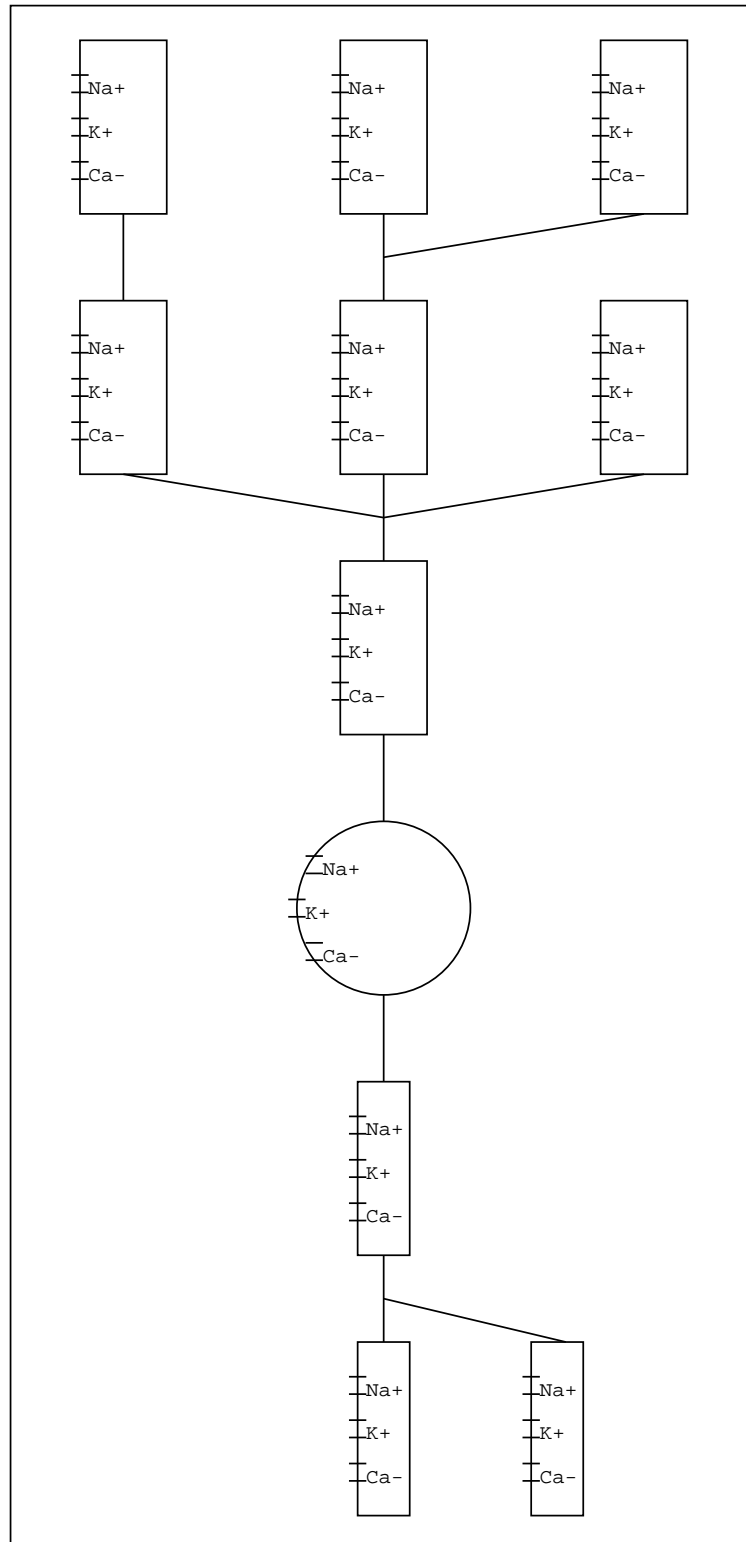 Na+ Na+ Na+
K+ K+ K+
Ca- Ca- Ca-
Na+ Na+ Na+
K+ K+ K+
Ca- Ca- Ca-
Na+
K+
Ca-
Na+
K+
Ca-
Na+
K+
Ca-
Na+ Na+
K+ K+
Ca- Ca-